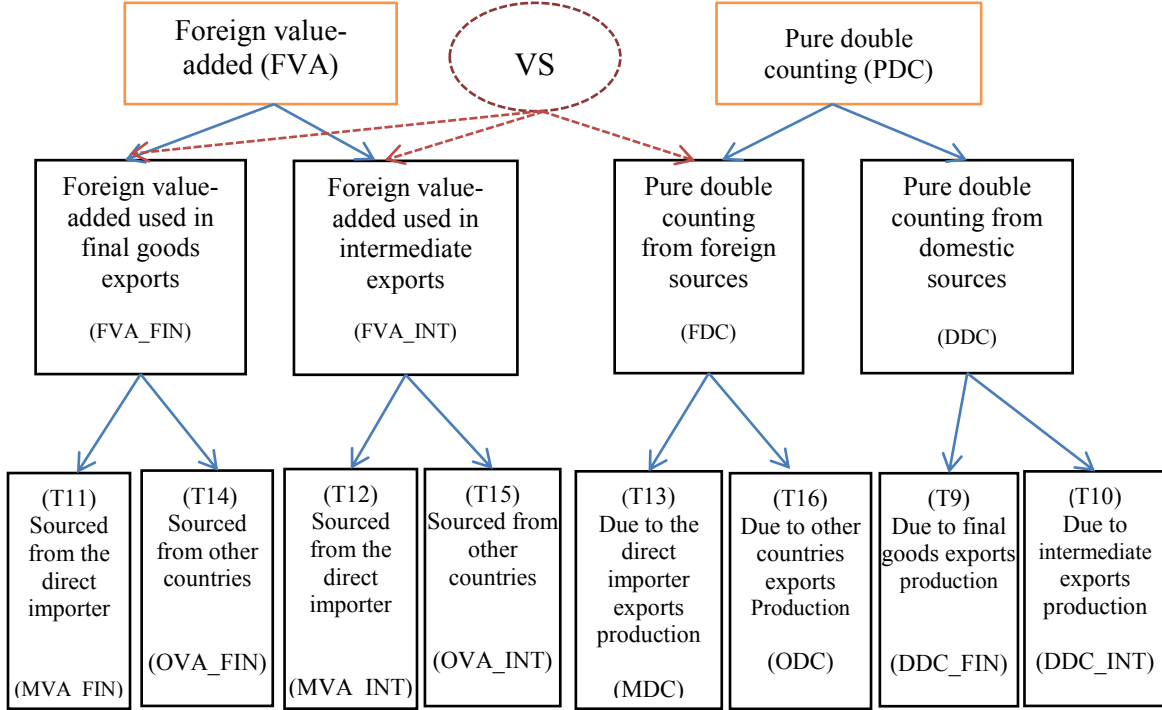 Foreign value-
added (FVA)
VS
Pure double
counting (PDC)
Foreign value-
added used in
final goods
exports
(FVA_FIN)
Foreign value-
added used in
intermediate
exports
(FVA_INT)
Pure double
counting
from foreign
sources
(FDC)
Pure double
counting from
domestic
sources
(DDC)
(T11)
Sourced
from the
direct
importer
(MVA_FIN)
(T14)
Sourced
from other
countries
(OVA_FIN)
(T12)
Sourced
from the
direct
importer
(MVA_INT)
(T15)
Sourced from
other
countries
(OVA_INT)
(T13)
Due to the
direct
importer
exports
production
(MDC)
(T16)
Due to other
countries
exports
Production
(ODC)
(T9)
Due to final
goods exports
production
(DDC_FIN)
(T10)
Due to
intermediate
exports
production
(DDC_INT)